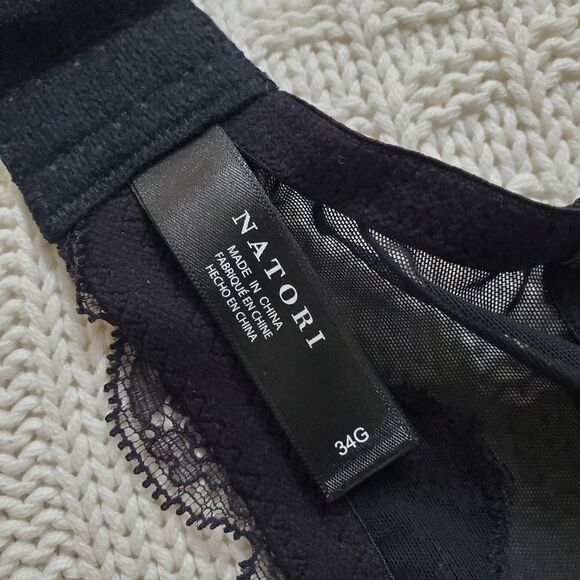 NATORI
MADE IN CHINA
FABRIQUÉ EN CHINE
HECHO EN CHINA
34G